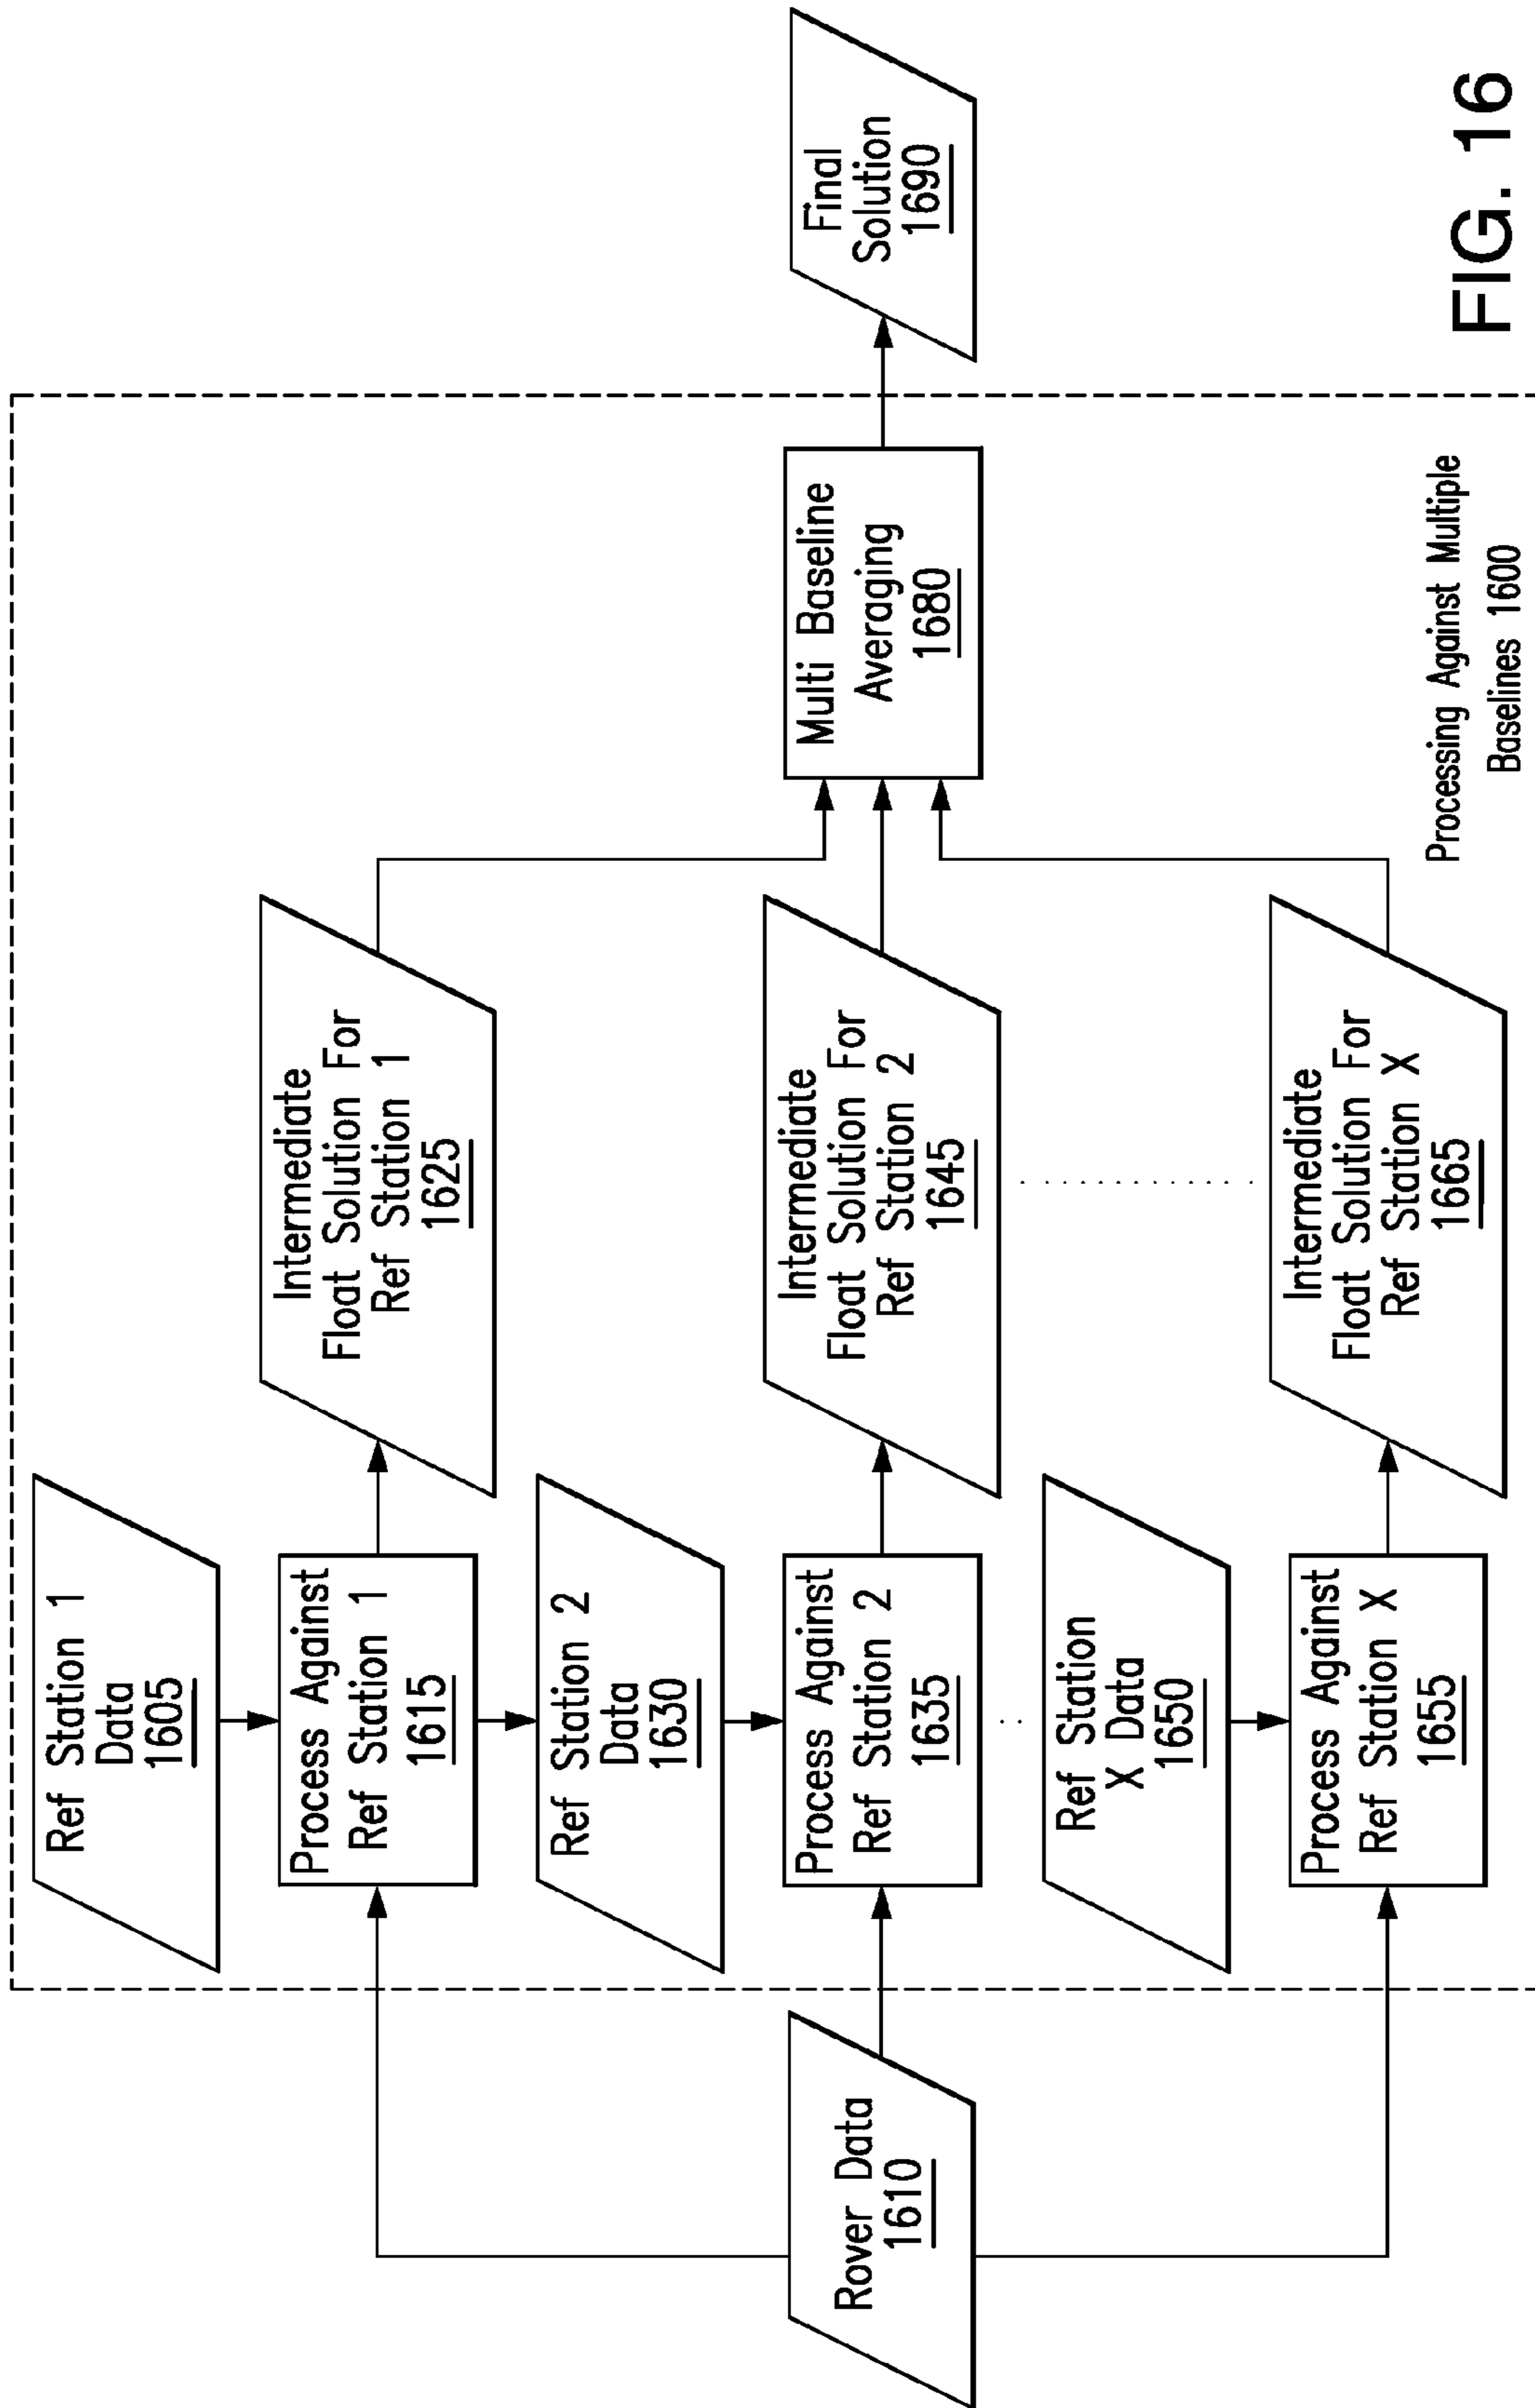 Ref Station 1
Data
1605
Process Against
Ref Station 1
1615
Intermediate
Float Solution For
Ref Station 1
1625
Ref Station 2
Data
1630
Rover Data
1610
Process Against
Ref Station 2
1635
Intermediate
Float Solution For
Ref Station 2
1645
Multi Baseline
Averaging
1680
Final
Solution
1690
Ref Station
X Data
1650
Process Against
Ref Station X
1655
Intermediate
Float Solution For
Ref Station X
1665
Processing Against Multiple
Baselines 1600
FIG. 16